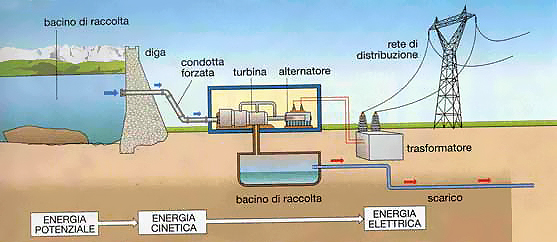 bacino di raccolta
diga
condotta
forzata
turbina
alternatore
rete di
distribuzione
trasformatore
bacino di raccolta
scarico
ENERGIA
POTENZIALE
ENERGIA
CINETICA
ENERGIA
ELETTRICA